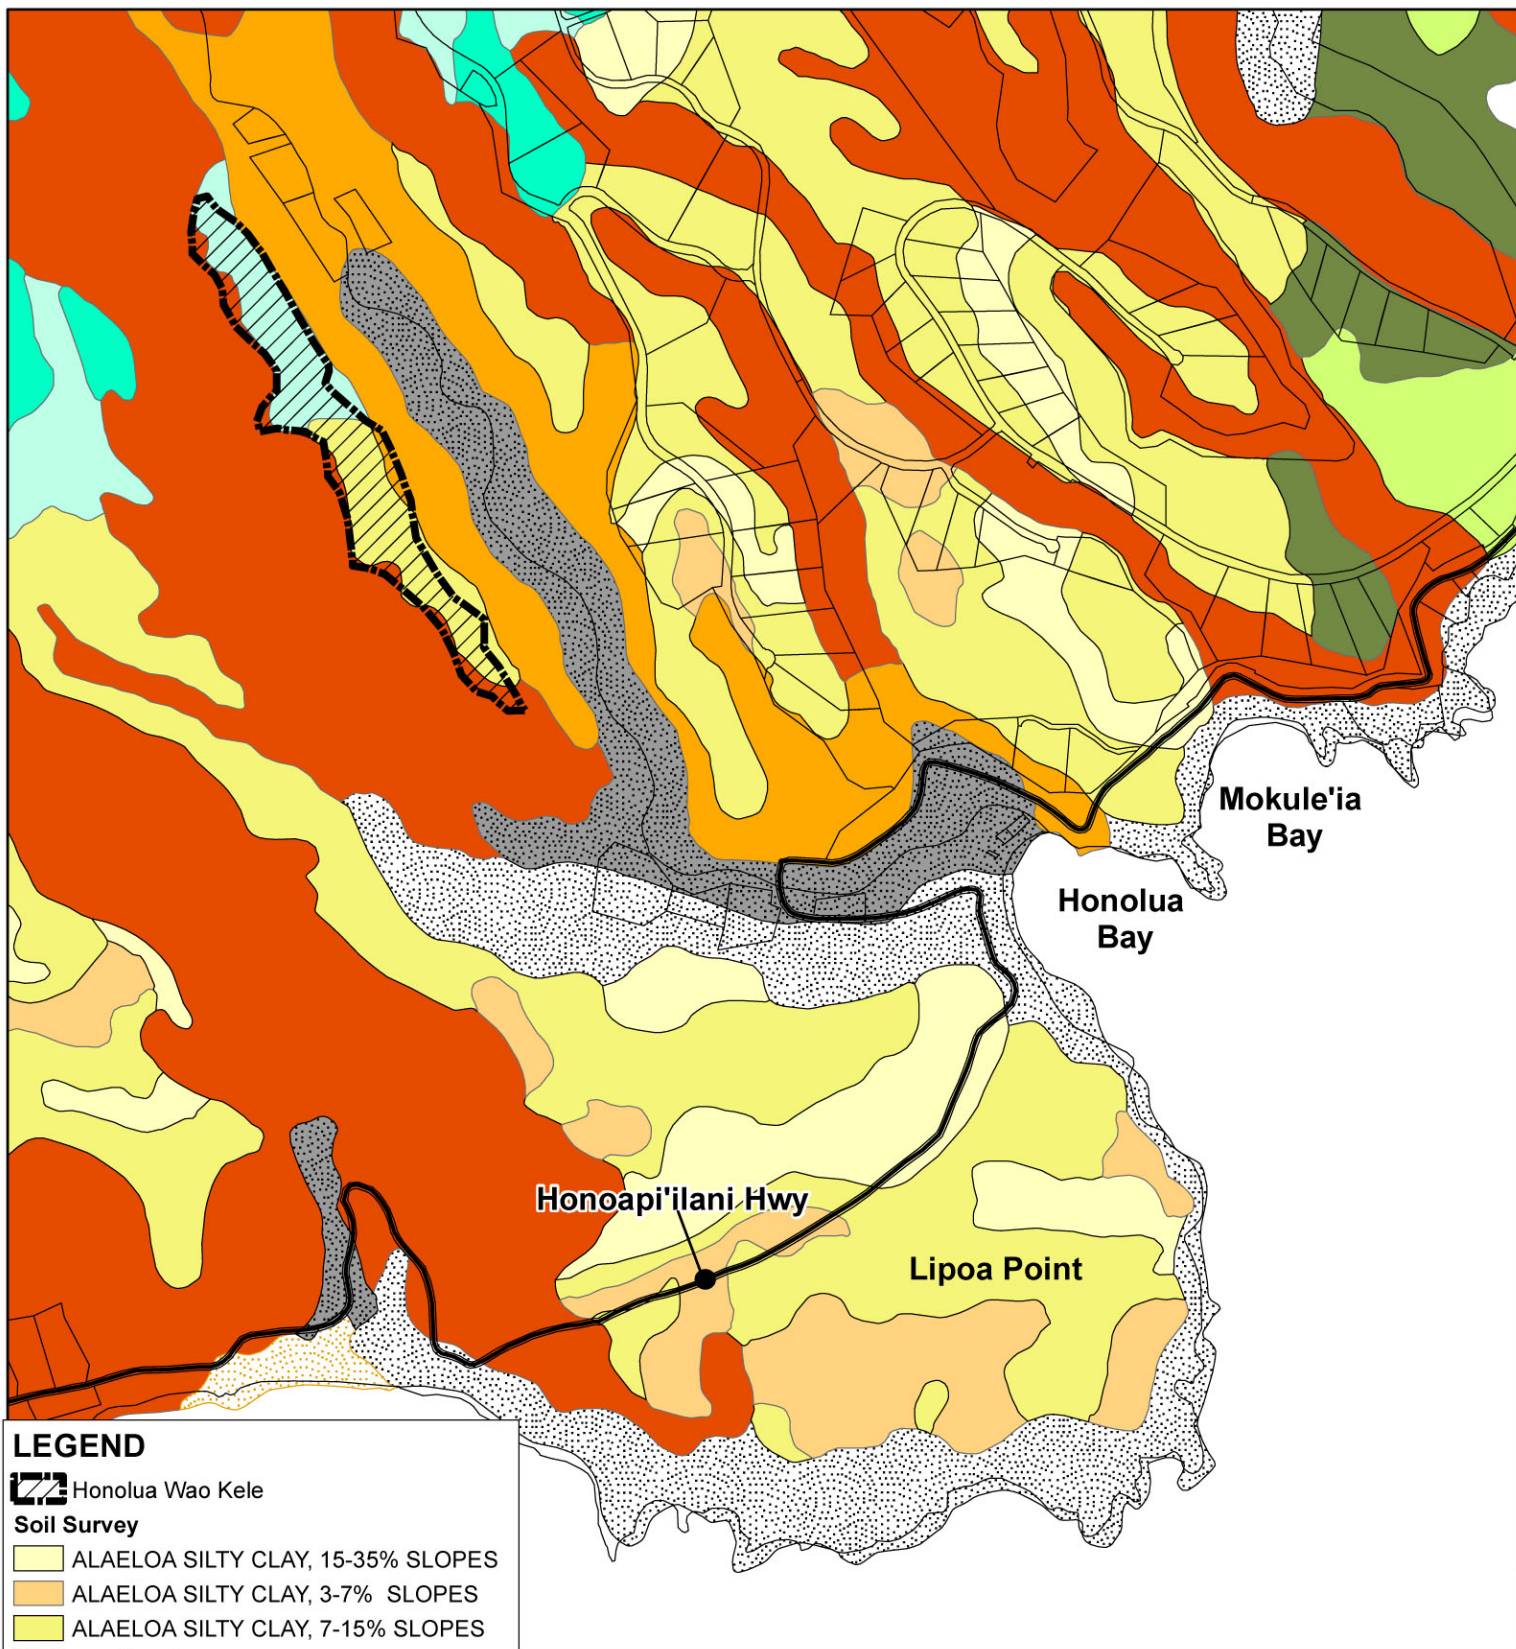 Mokule'ia
Bay
Honolua
Bay
Honoapi'ilani Hwy
Lipoa Point
LEGEND
Honolua Wao Kele
Soil Survey
ALAELOA SILTY CLAY, 15-35% SLOPES
ALAELOA SILTY CLAY, 3-7% SLOPES
ALAELOA SILTY CLAY, 7-15% SLOPES